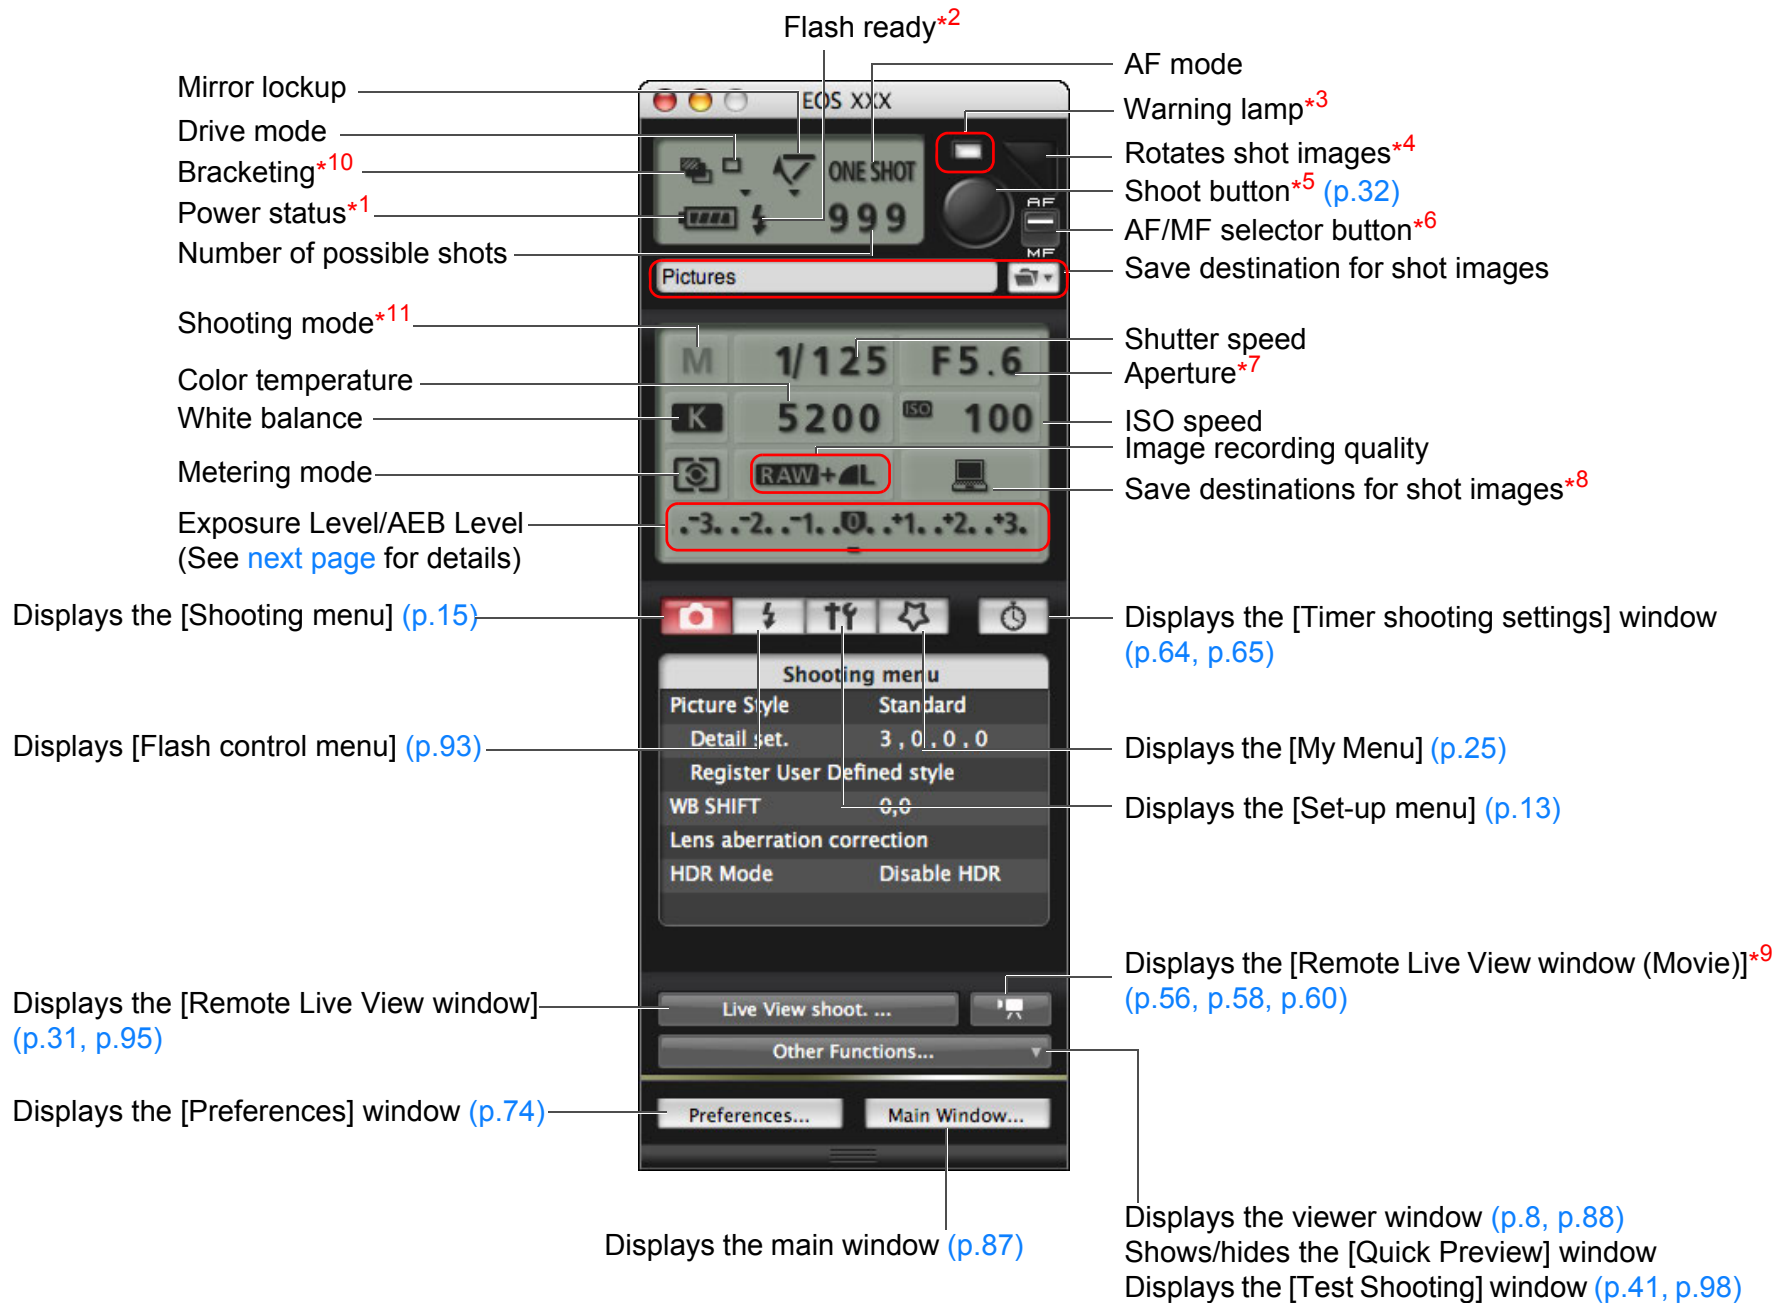 Flash ready*2
Mirror lockup
Drive mode
Bracketing*10
Power status*1
Number of possible shots
Shooting mode*11
Color temperature
White balance
Metering mode
Exposure Level/AEB Level
(See next page for details)
Displays the [Shooting menu] (p.15)
Displays [Flash control menu] (p.93)
Displays the [Remote Live View window]
(p.31, p.95)
Displays the [Preferences] window (p.74)
EOS XXX
ONE SHOT
999
AF
MF
Pictures
M 1/125 F5.6
K 5200 ISO 100
RAW+L
.-3. .-2. .-1. .0. .+1. .+2. .+3.
Shooting menu
Picture Style Standard
Detail set. 3 , 0 , 0 , 0
Register User Defined style
WB SHIFT 0,0
Lens aberration correction
HDR Mode Disable HDR
Live View shoot. ...
Other Functions...
Preferences... Main Window...
Displays the main window (p.87)
AF mode
Warning lamp*3
Rotates shot images*4
Shoot button*5 (p.32)
AF/MF selector button*6
Save destination for shot images
Shutter speed
Aperture*7
ISO speed
Image recording quality
Save destinations for shot images*8
Displays the [Timer shooting settings] window
(p.64, p.65)
Displays the [My Menu] (p.25)
Displays the [Set-up menu] (p.13)
Displays the [Remote Live View window (Movie)]*9
(p.56, p.58, p.60)
Displays the viewer window (p.8, p.88)
Shows/hides the [Quick Preview] window
Displays the [Test Shooting] window (p.41, p.98)